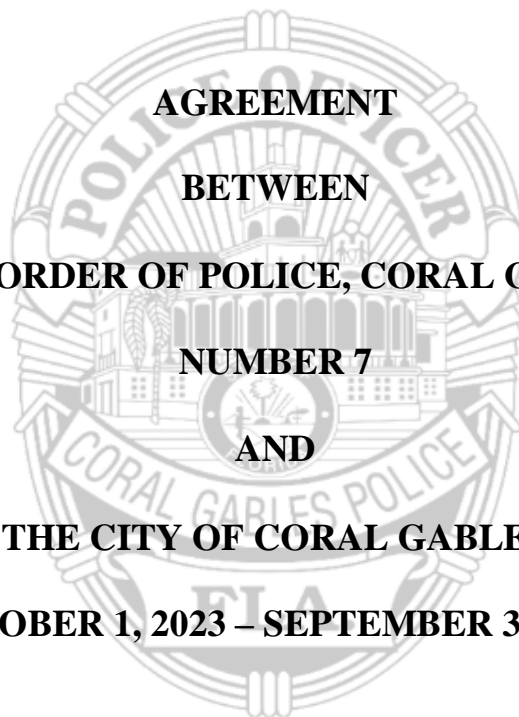 POLICE OFFICER
AGREEMENT
BETWEEN
ORDER OF POLICE, CORAL
NUMBER 7
AND
CORAL GABLES POLICE
THE CITY OF CORAL GABLE
FLA
OBER 1, 2023 – SEPTEMBER 3